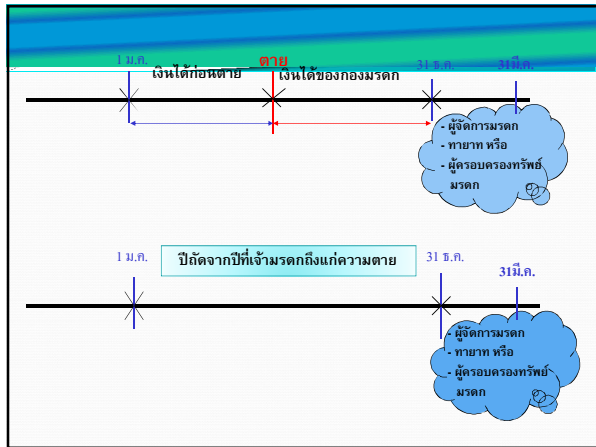 1 ม.ค.
ตาย
31 ธ.ค.
31มี.ค.
เงินได้ก่อนตาย
เงินได้ของกองมรดก
- ผู้จัดการมรดก
- ทายาท หรือ
- ผู้ครอบครองทรัพย์
มรดก
1 ม.ค.
ปีถัดจากปีที่เจ้ามรดกถึงแก่ความตาย
31 ธ.ค.
31มี.ค.
- ผู้จัดการมรดก
- ทายาท หรือ
- ผู้ครอบครองทรัพย์
มรดก